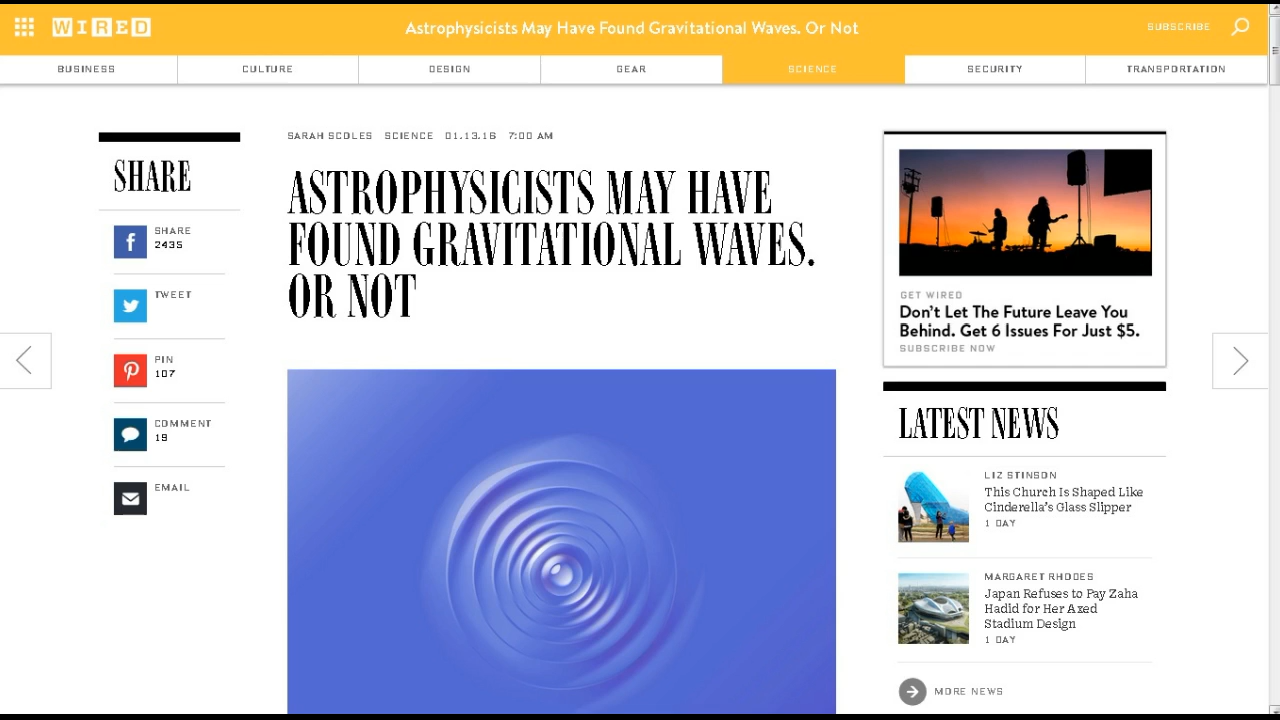 WIRED
Astrophysicists May Have Found Gravitational Waves. Or Not
SUBSCRIBE
BUSINESS
CULTURE
DESIGN
GEAR
SCIENCE
SECURITY
TRANSPORTATION
SHARE
SHARE
2435
TWEET
PIN
107
COMMENT
19
EMAIL
SARAH SCOLES SCIENCE 01.13.16 7:00 AM
ASTROPHYSICISTS MAY HAVE
FOUND GRAVITATIONAL WAVES.
OR NOT
GET WIRED
Don't Let The Future Leave You
Behind. Get 6 Issues For Just $5.
SUBSCRIBE NOW
LATEST NEWS
LIZ STINSON
This Church Is Shaped Like
Cinderella's Glass Slipper
1 DAY
MARGARET RHODES
Japan Refuses to Pay Zaha
Hadid for Her Axed
Stadium Design
1 DAY
MORE NEWS